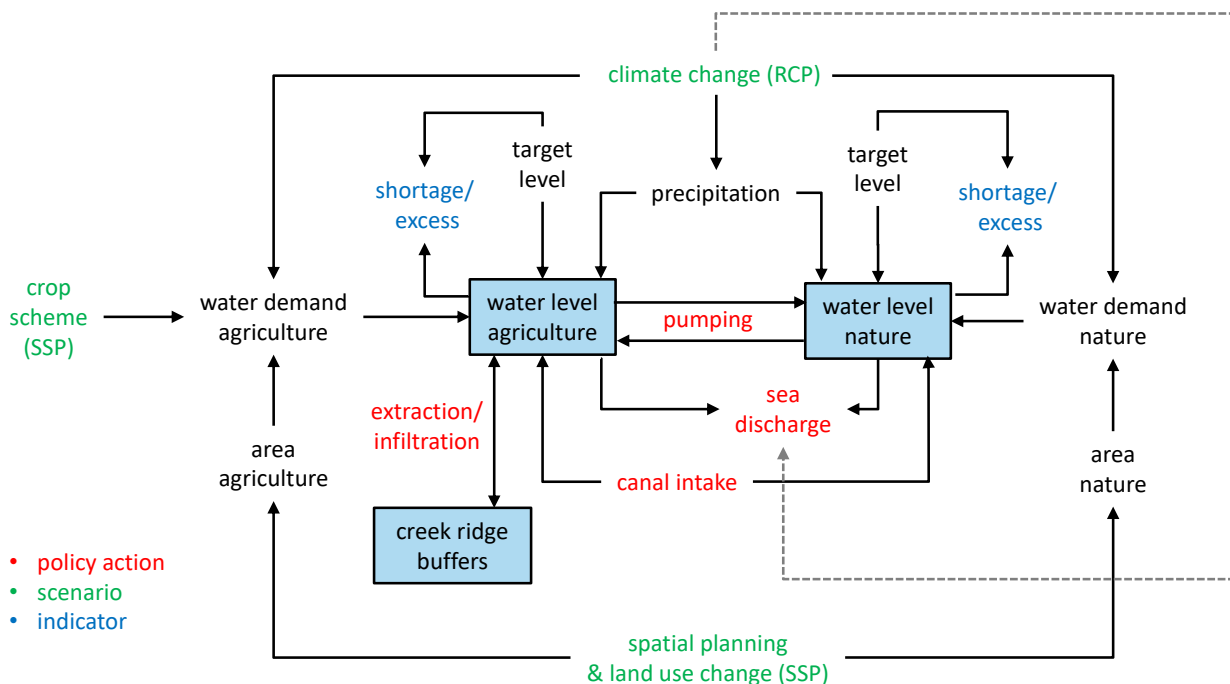 climate change (RCP)
target
level
target
level
shortage/
excess
precipitation
shortage/
excess
crop
scheme
(SSP)
water demand
agriculture
water level
agriculture
pumping
water level
nature
water demand
nature
extraction/
infiltration
sea
discharge
area
agriculture
canal intake
area
nature
creek ridge
buffers
• policy action
• scenario
• indicator
spatial planning
& land use change (SSP)